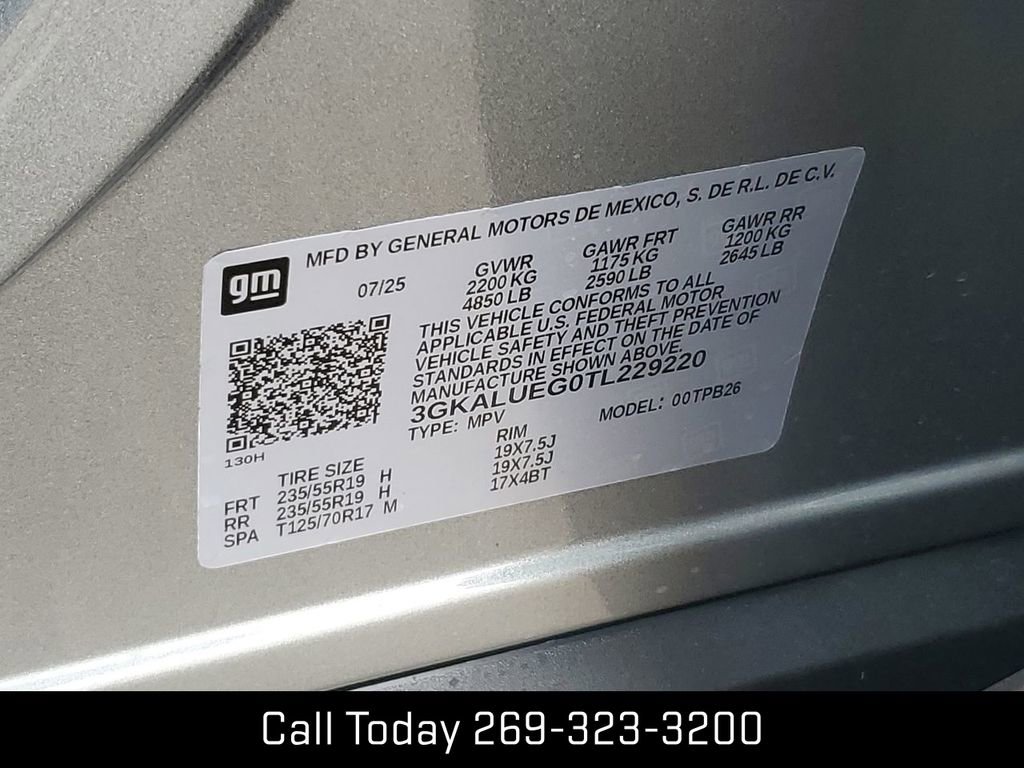 gm
MFD BY GENERAL MOTORS DE MEXICO, S. DE R.L. DE C.V.
07/25
GVWR GAWR FRT GAWR RR
2200 KG 1175 KG 1200 KG
4850 LB 2590 LB 2645 LB
THIS VEHICLE CONFORMS TO ALL
APPLICABLE U.S. FEDERAL MOTOR
VEHICLE SAFETY AND THEFT PREVENTION
STANDARDS IN EFFECT ON THE DATE OF
MANUFACTURE SHOWN ABOVE.
3GKALUEG0TL229220
TYPE: MPV MODEL: 00TPB26
130H
TIRE SIZE RIM
FRT 235/55R19 H 19X7.5J
RR 235/55R19 H 19X7.5J
SPA T125/70R17 M 17X4BT
Call Today 269-323-3200